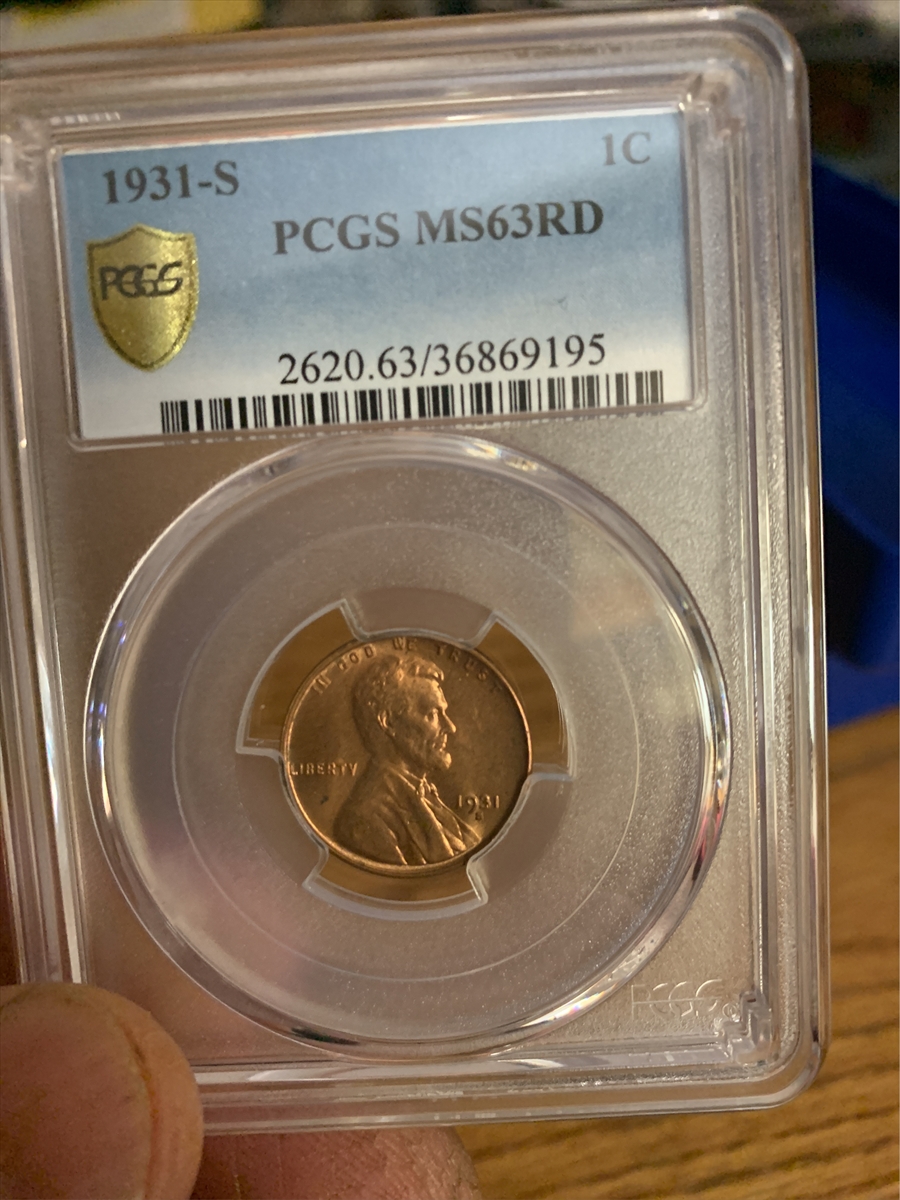 1931-S
1C
PCGS MS63RD
PCGS
2620.63/36869195
IN GOD WE TRUST
LIBERTY
1931
S
PCGS